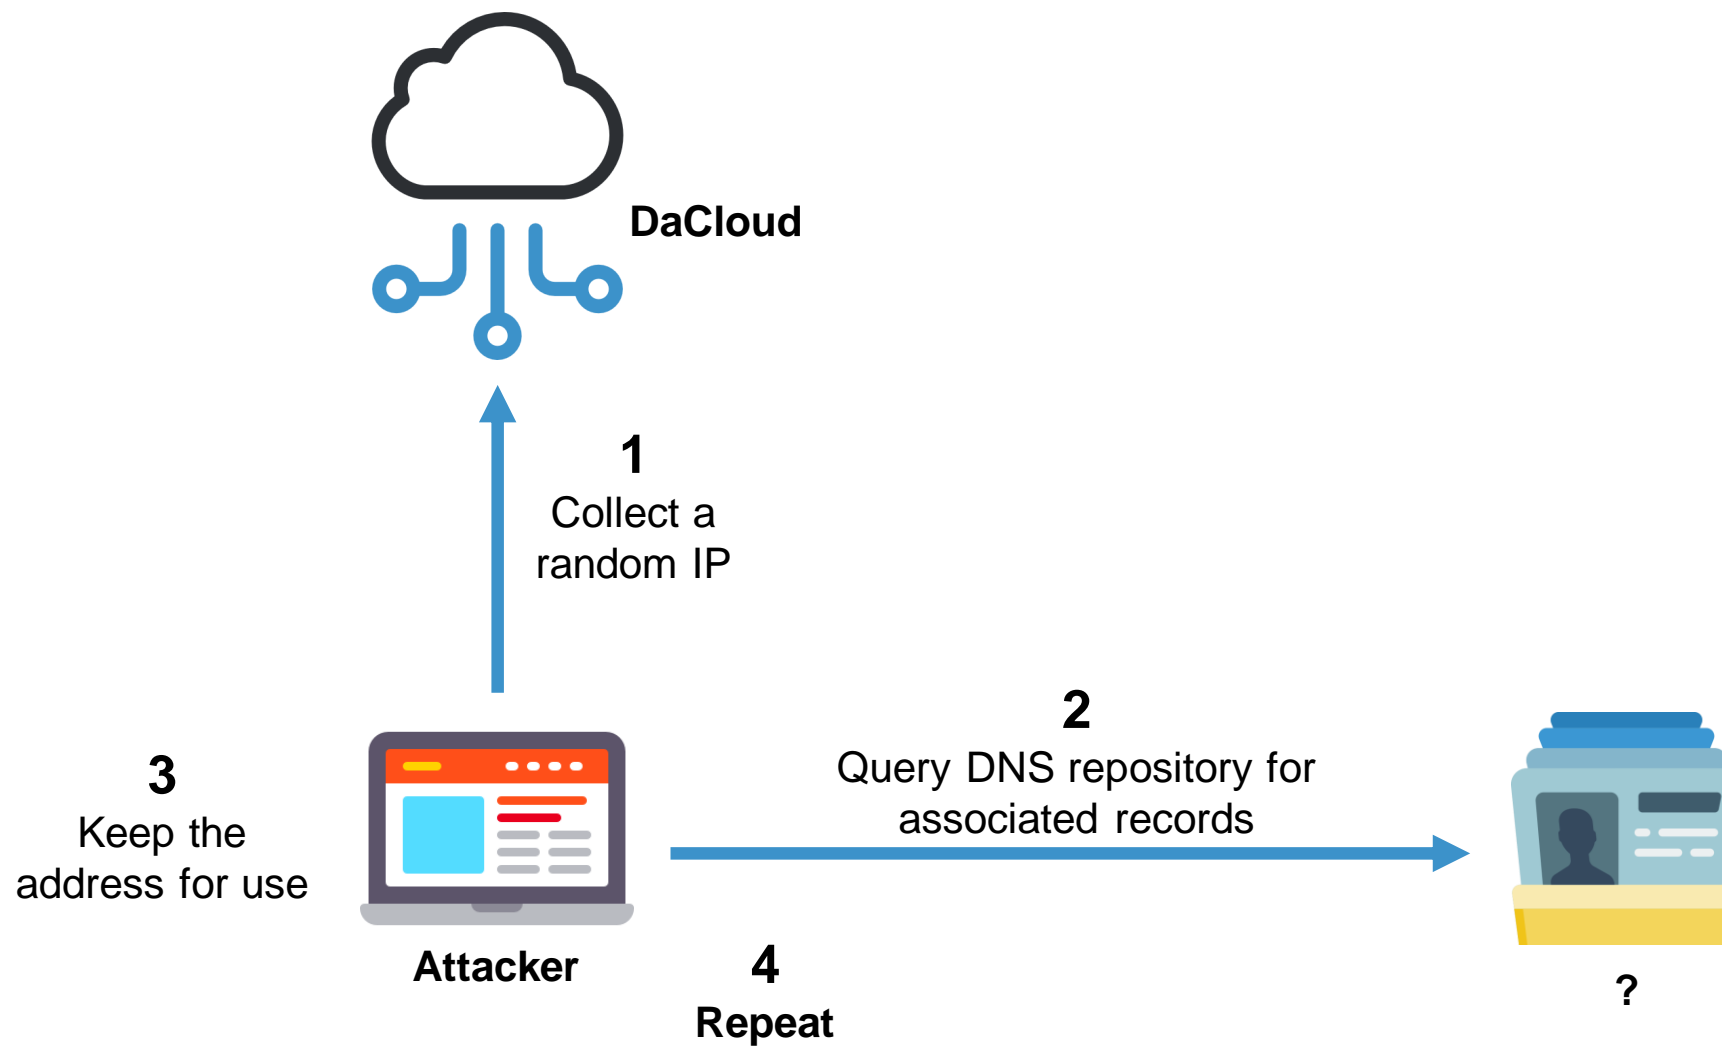 DaCloud
1
Collect a
random IP
2
Query DNS repository for
associated records
3
Keep the
address for use
Attacker
4
Repeat
?